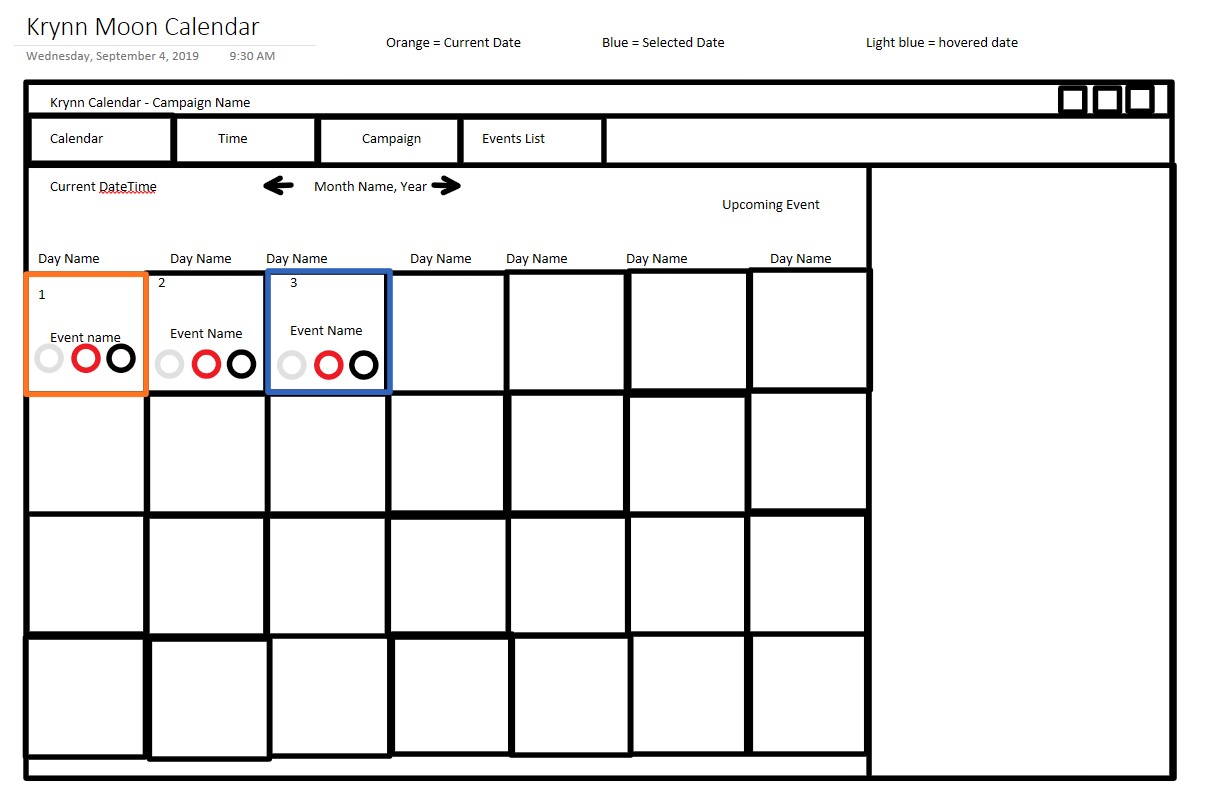 Krynn Moon Calendar
Wednesday, September 4, 2019 9:30 AM
Orange = Current Date
Blue = Selected Date
Light blue = hovered date
Krynn Calendar - Campaign Name
Calendar
Time
Campaign
Events List
Current DateTime
Month Name, Year
Upcoming Event
Day Name
Day Name
Day Name
Day Name
Day Name
Day Name
Day Name
1
2
3
Event name
Event Name
Event Name